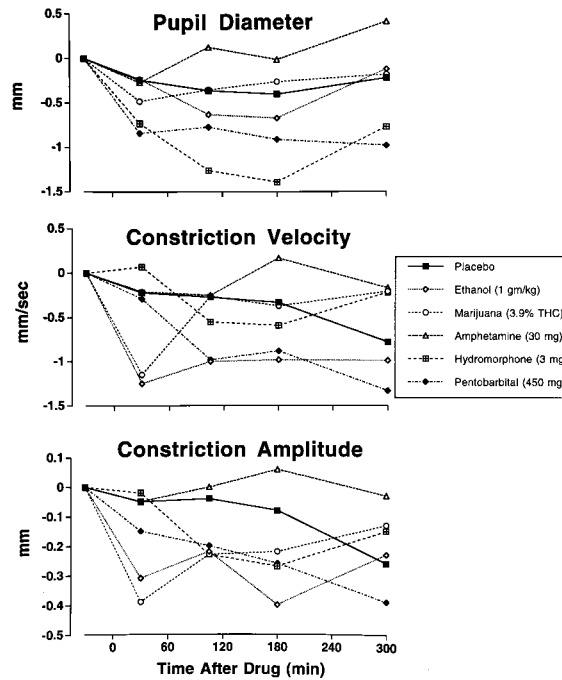 Pupil Diameter
0.5
0
-0.5
-1
-1.5
mm
Constriction Velocity
0.5
0
-0.5
-1
-1.5
mm/sec
Placebo
Ethanol (1 gm/kg)
Marijuana (3.9% THC)
Amphetamine (30 mg)
Hydromorphone (3 mg
Pentobarbital (450 mg
Constriction Amplitude
0.1
0
-0.1
-0.2
-0.3
-0.4
-0.5
mm
0 60 120 180 240 300
Time After Drug (min)